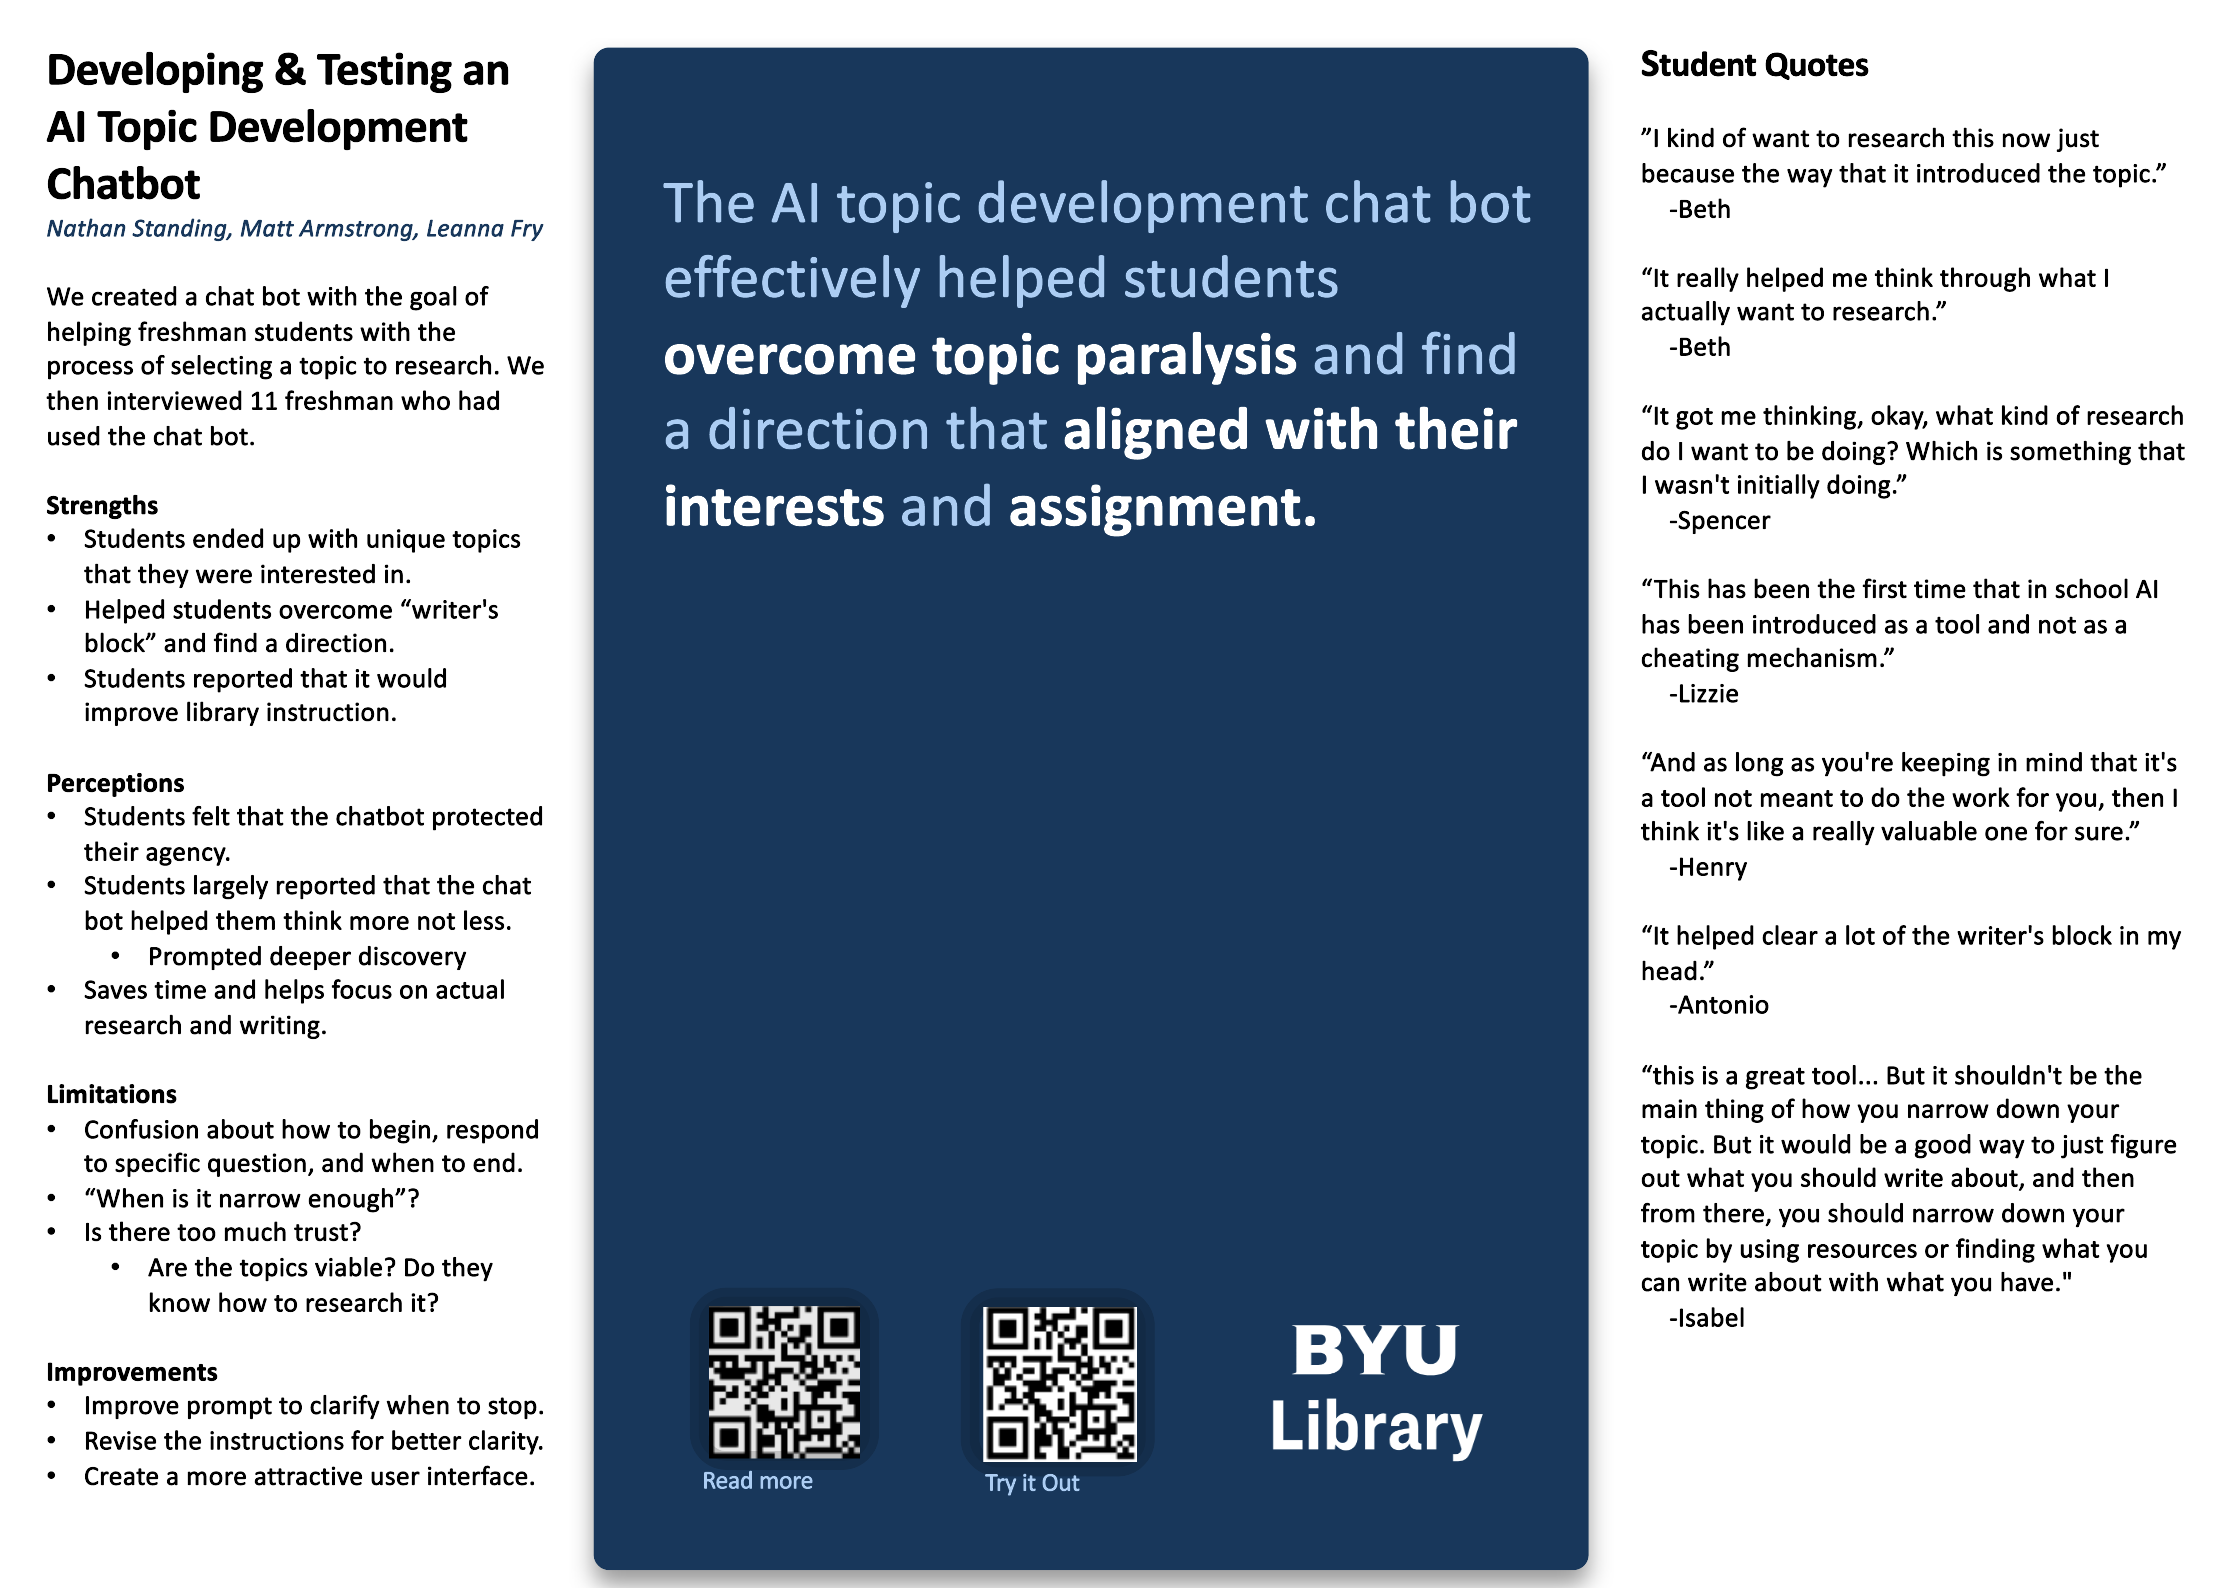 Developing & Testing an
AI Topic Development
Chatbot
Nathan Standing, Matt Armstrong, Leanna Fry
We created a chat bot with the goal of
helping freshman students with the
process of selecting a topic to research. We
then interviewed 11 freshman who had
used the chat bot.
Strengths
• Students ended up with unique topics
that they were interested in.
• Helped students overcome “writer's
block” and find a direction.
• Students reported that it would
improve library instruction.
Perceptions
• Students felt that the chatbot protected
their agency.
• Students largely reported that the chat
bot helped them think more not less.
• Prompted deeper discovery
• Saves time and helps focus on actual
research and writing.
Limitations
• Confusion about how to begin, respond
to specific question, and when to end.
• “When is it narrow enough”?
• Is there too much trust?
• Are the topics viable? Do they
know how to research it?
Improvements
• Improve prompt to clarify when to stop.
• Revise the instructions for better clarity.
• Create a more attractive user interface.
The AI topic development chat bot
effectively helped students
overcome topic paralysis and find
a direction that aligned with their
interests and assignment.
Read more
Try it Out
BYU
Library
Student Quotes
”I kind of want to research this now just
because the way that it introduced the topic.”
-Beth
“It really helped me think through what I
actually want to research.”
-Beth
“It got me thinking, okay, what kind of research
do I want to be doing? Which is something that
I wasn't initially doing.”
-Spencer
“This has been the first time that in school AI
has been introduced as a tool and not as a
cheating mechanism.”
-Lizzie
“And as long as you're keeping in mind that it's
a tool not meant to do the work for you, then I
think it's like a really valuable one for sure.”
-Henry
“It helped clear a lot of the writer's block in my
head.”
-Antonio
“this is a great tool... But it shouldn't be the
main thing of how you narrow down your
topic. But it would be a good way to just figure
out what you should write about, and then
from there, you should narrow down your
topic by using resources or finding what you
can write about with what you have."
-Isabel